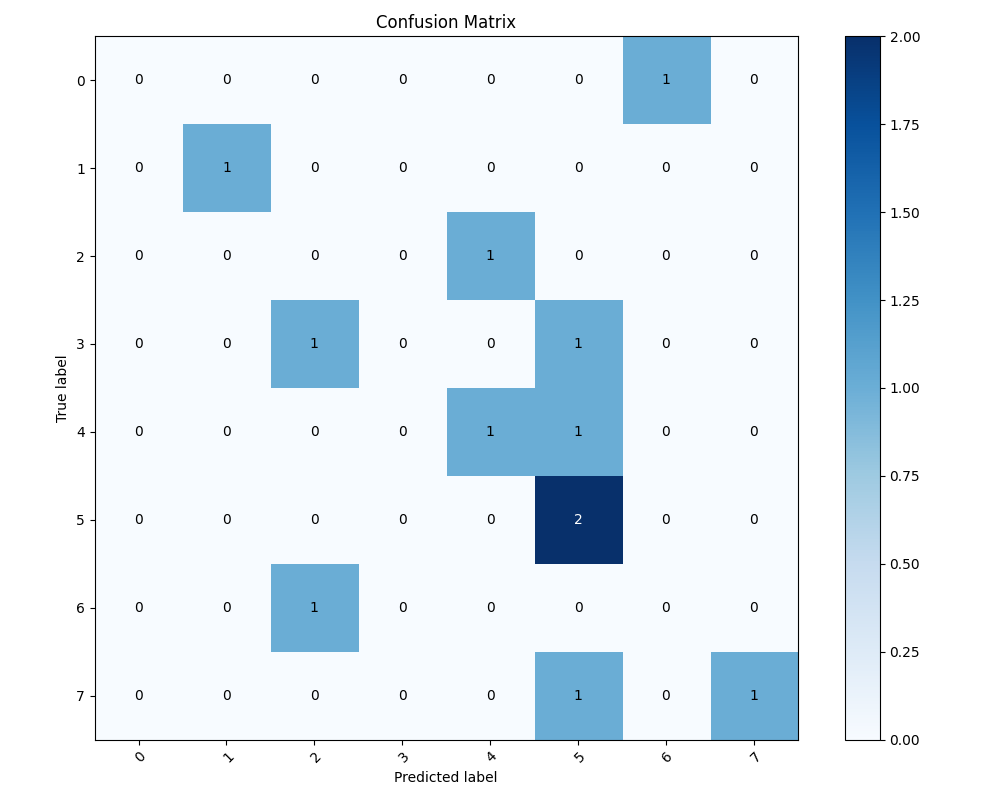 Confusion Matrix
0 0 0 0 0 0 0 1 0
1 0 1 0 0 0 0 0 0
2 0 0 0 0 1 0 0 0
3 0 0 1 0 0 1 0 0
4 0 0 0 0 1 1 0 0
5 0 0 0 0 0 2 0 0
6 0 0 1 0 0 0 0 0
7 0 0 0 0 0 1 0 1
0 1 2 3 4 5 6 7
True label
Predicted label
2.00
1.75
1.50
1.25
1.00
0.75
0.50
0.25
0.00